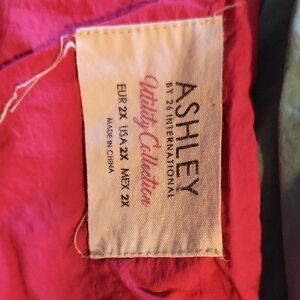 ASHLEY
BY 26 INTERNATIONAL
Utility Collection
EUR 2X USA 2X MEX 2X
MADE IN CHINA